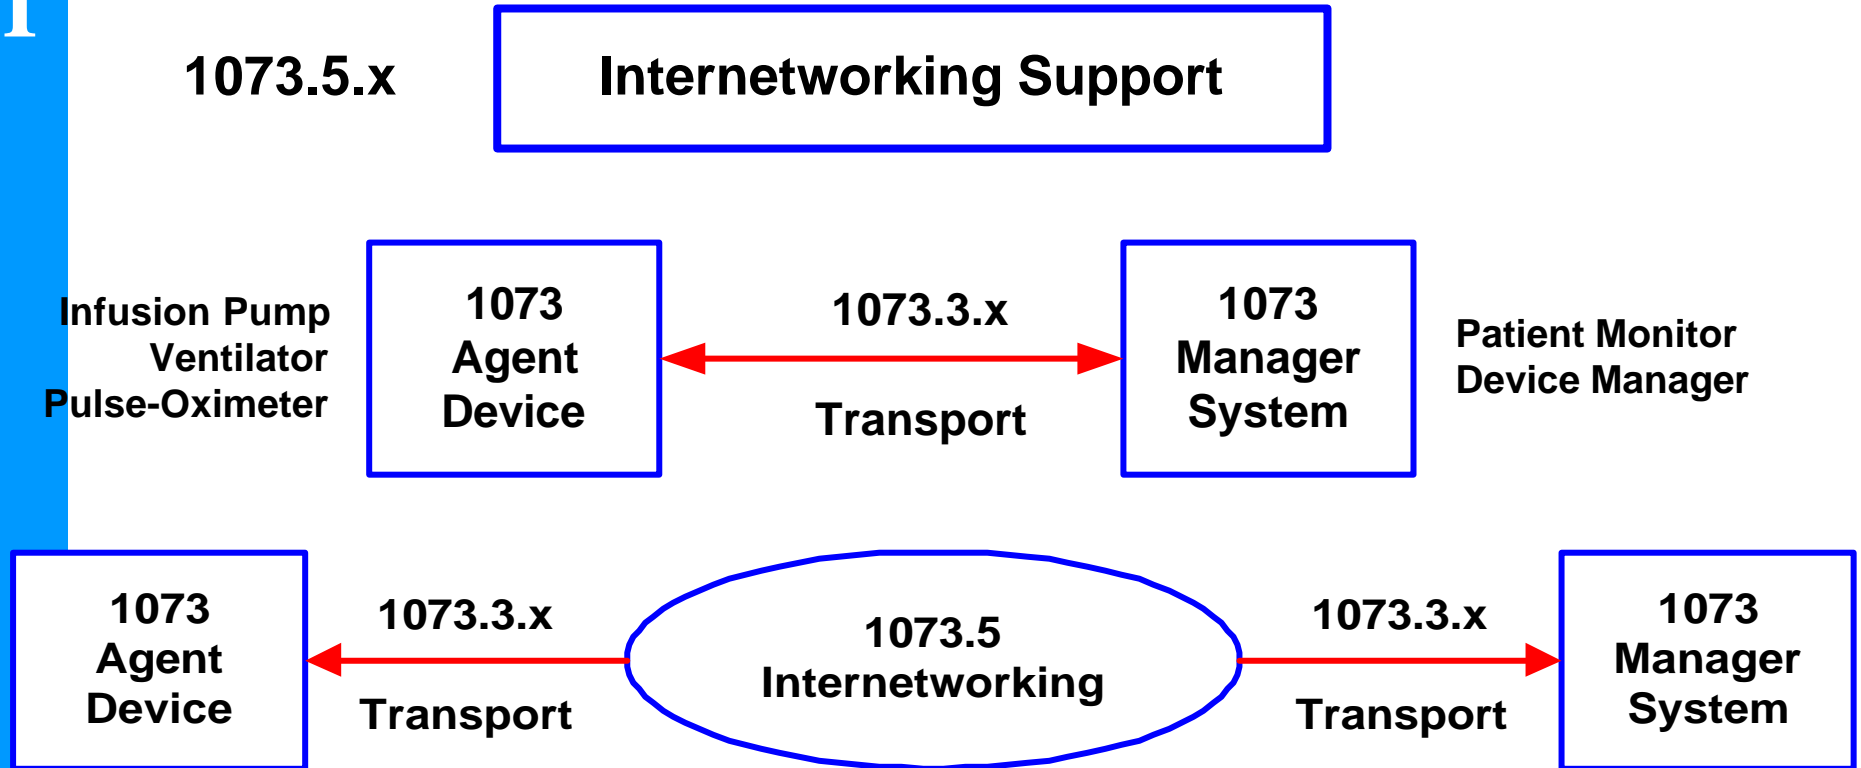 1073.5.x
Internetworking Support
Infusion Pump
Ventilator
Pulse-Oximeter
1073
Agent
Device
1073.3.x
Transport
1073
Manager
System
Patient Monitor
Device Manager
1073
Agent
Device
1073.3.x
Transport
1073.5
Internetworking
1073.3.x
Transport
1073
Manager
System